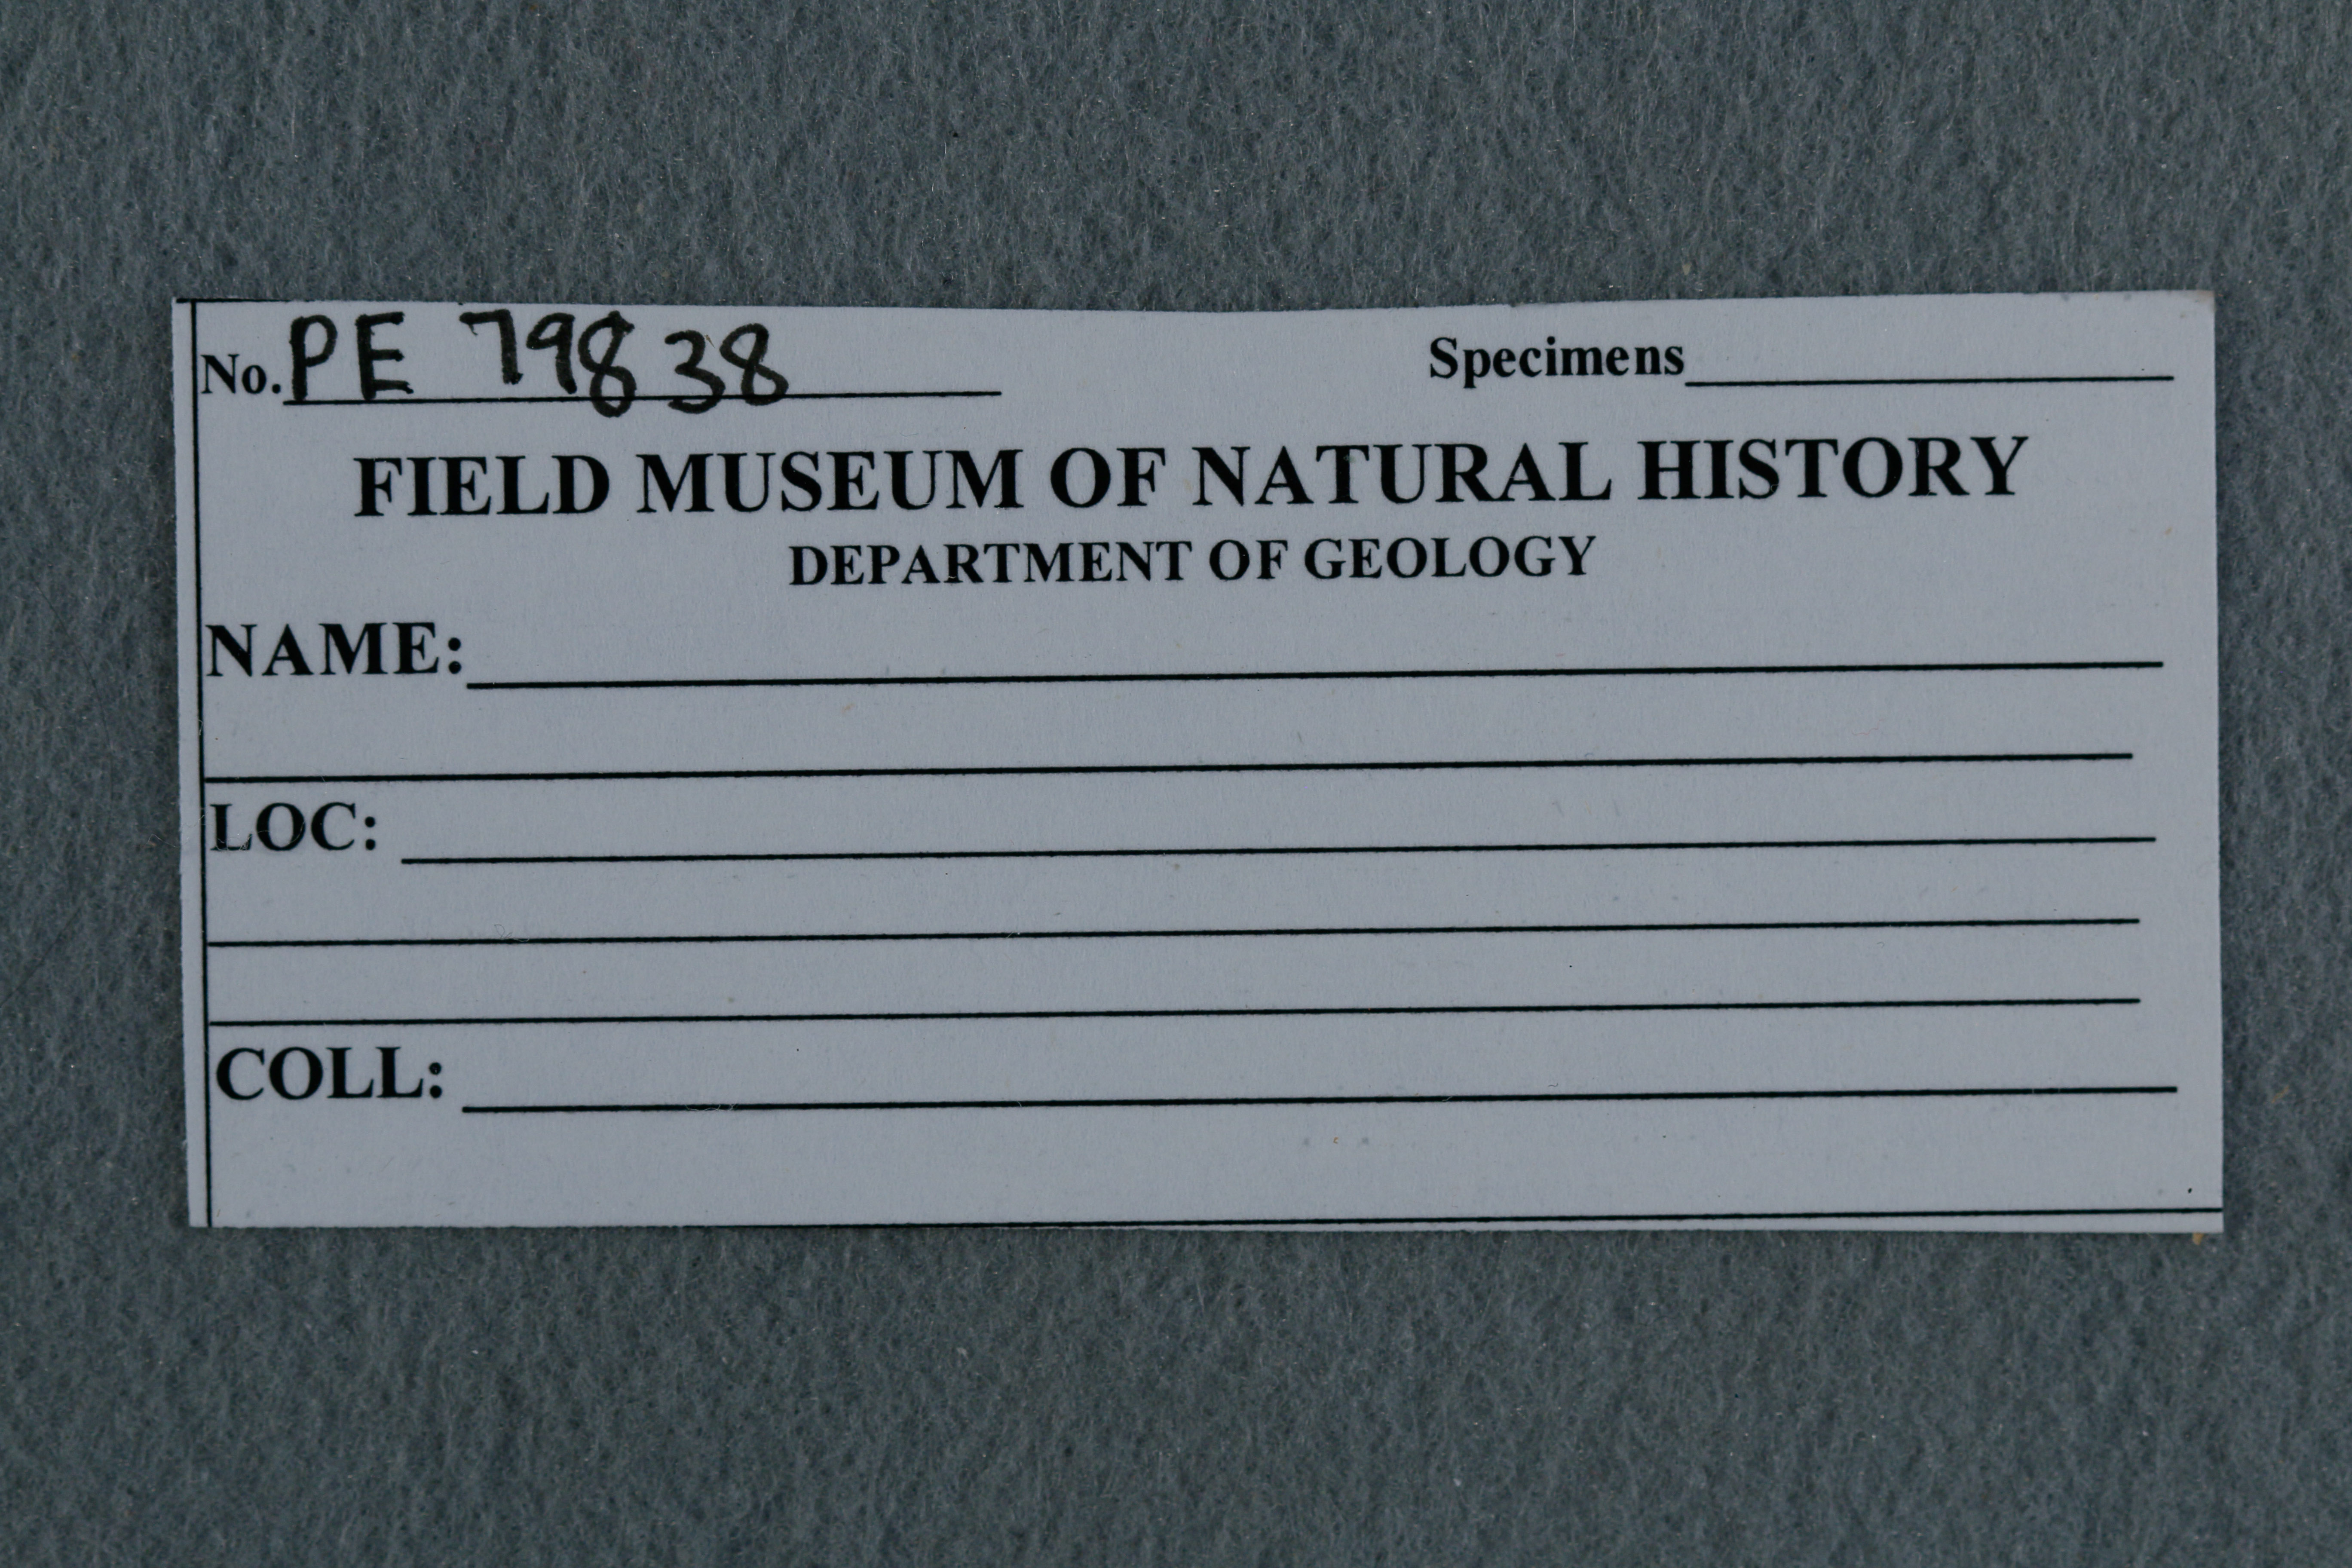 No. PE 79838 Specimens
FIELD MUSEUM OF NATURAL HISTORY
DEPARTMENT OF GEOLOGY
NAME:
LOC:
COLL: